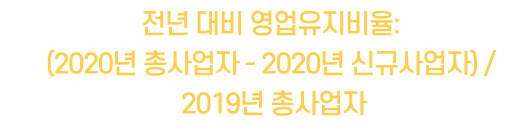 전년 대비 영업유지비율:
(2020년 총사업자 - 2020년 신규사업자) /
2019년 총사업자